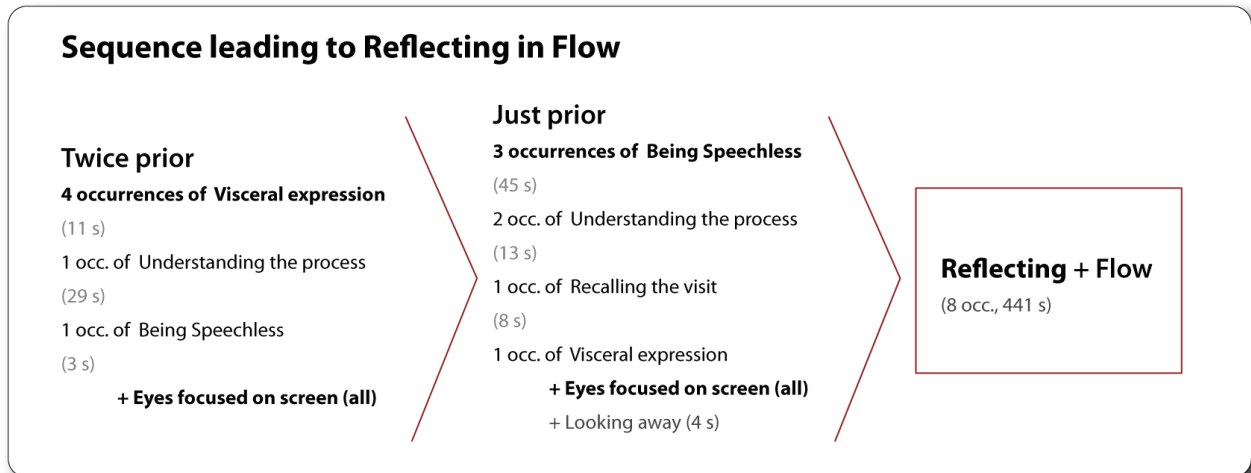 Sequence leading to Reflecting in Flow
Twice prior
4 occurrences of Visceral expression
(11 s)
1 occ. of Understanding the process
(29 s)
1 occ. of Being Speechless
(3 s)
+ Eyes focused on screen (all)
Just prior
3 occurrences of Being Speechless
(45 s)
2 occ. of Understanding the process
(13 s)
1 occ. of Recalling the visit
(8 s)
1 occ. of Visceral expression
+ Eyes focused on screen (all)
+ Looking away (4 s)
Reflecting + Flow
(8 occ., 441 s)